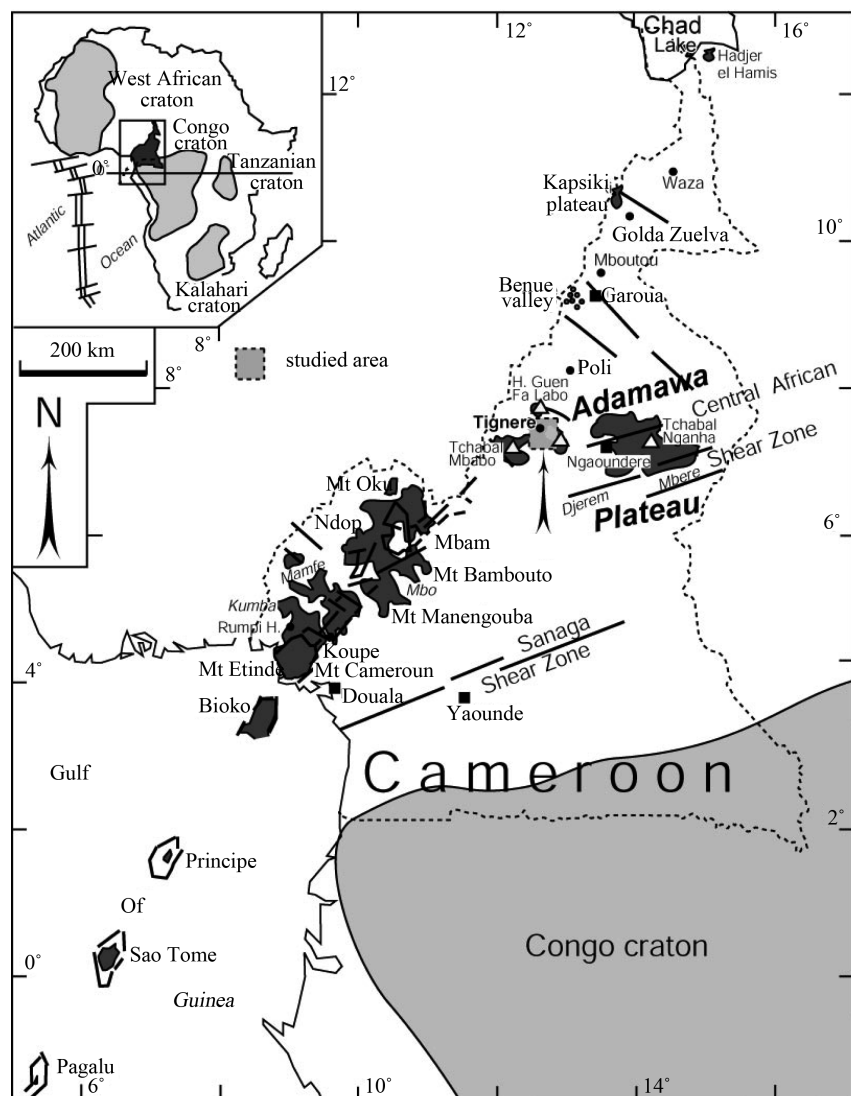 12°
16°
Chad
Lake
Hadjer
el Hamis
12°
West African
craton
Congo
craton
0°
Tanzanian
craton
Atlantic
Ocean
Kalahari
craton
Waza
Kapsiki
plateau
10°
Golda Zuelva
Mboutou
Benue
valley
Garoua
200 km
8°
8°
studied area
Poli
N
H. Guen
Fa Labo
Adamawa
Central African
Shear Zone
Tignere
Tchabal
Nganha
Tchabal
Mbabo
Ngaoundere
Mbere
Djerem
Plateau
Mt Oku
Ndop
6°
Mbam
Mamfe
Mt Bambouto
Mbo
Kumba
Mt Manengouba
Rumpi H.
Sanaga
Shear Zone
Koupe
4°
Mt Etinde
Mt Cameroun
Douala
Bioko
Yaounde
Gulf
Cameroon
2°
Principe
Of
Congo craton
Sao Tome
0°
Guinea
Pagalu
6°
10°
14°